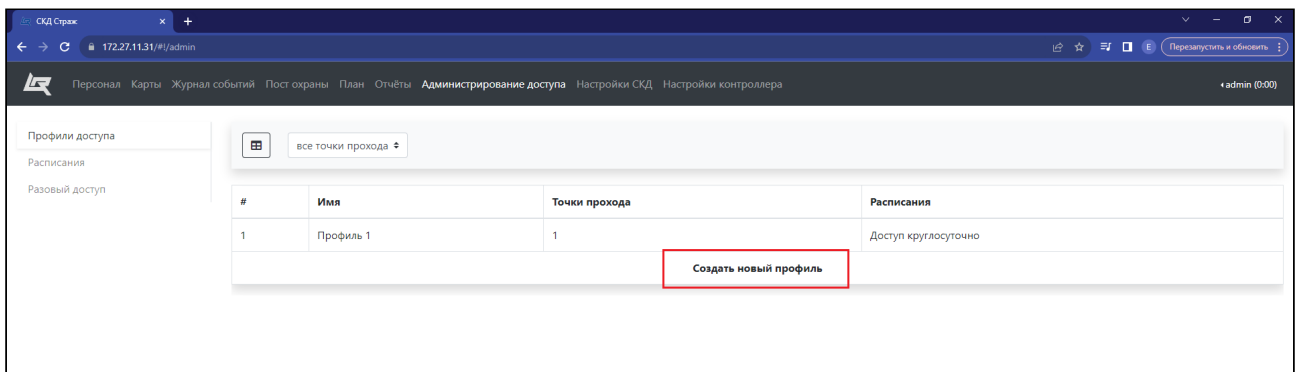 СКД Страж
172.27.11.31/#!/admin
E
Перезапустить и обновить
Персонал Карты Журнал событий Пост охраны План Отчёты Администрирование доступа Настройки СКД Настройки контроллера
admin (0:00)
Профили доступа
все точки прохода
Расписания
Разовый доступ
# Имя Точки прохода Расписания
1 Профиль 1 1 Доступ круглосуточно
Создать новый профиль